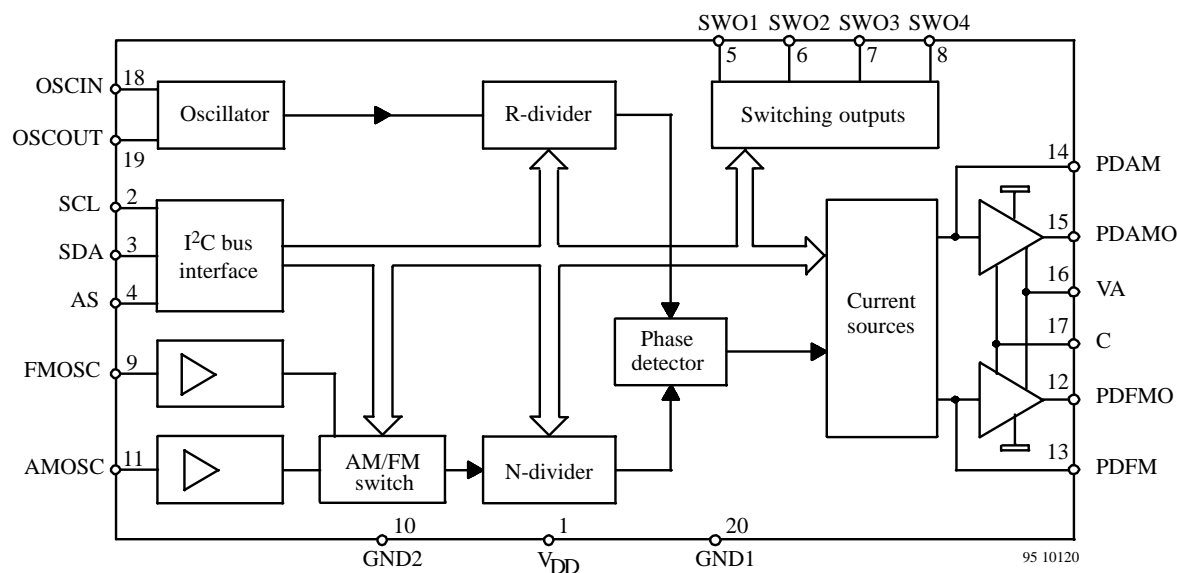 SWO1 SWO2 SWO3 SWO4
5 6 7 8
OSCIN 18
Oscillator
R-divider
Switching outputs
OSCOUT
19
14 PDAM
SCL 2
SDA 3
I²C bus
interface
AS 4
15 PDAMO
16 VA
Current
sources
17 C
Phase
detector
FMOSC 9
12 PDFMO
AMOSC 11
AM/FM
switch
N-divider
13 PDFM
10 1 20
GND2 VDD GND1
95 10120